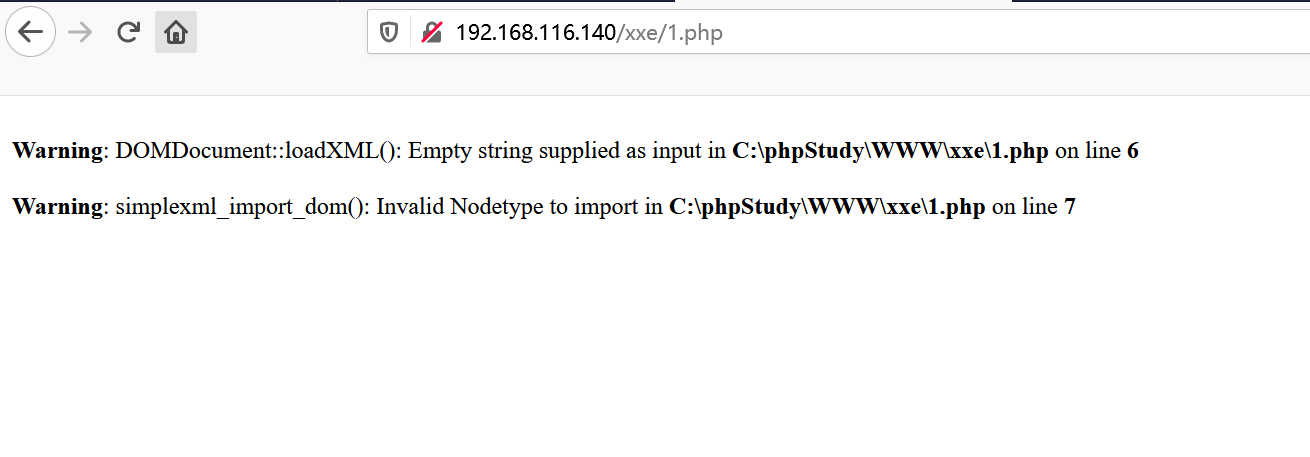 192.168.116.140/xxe/1.php
Warning: DOMDocument::loadXML(): Empty string supplied as input in C:\phpStudy\WWW\xxe\1.php on line 6
Warning: simplexml_import_dom(): Invalid Nodetype to import in C:\phpStudy\WWW\xxe\1.php on line 7